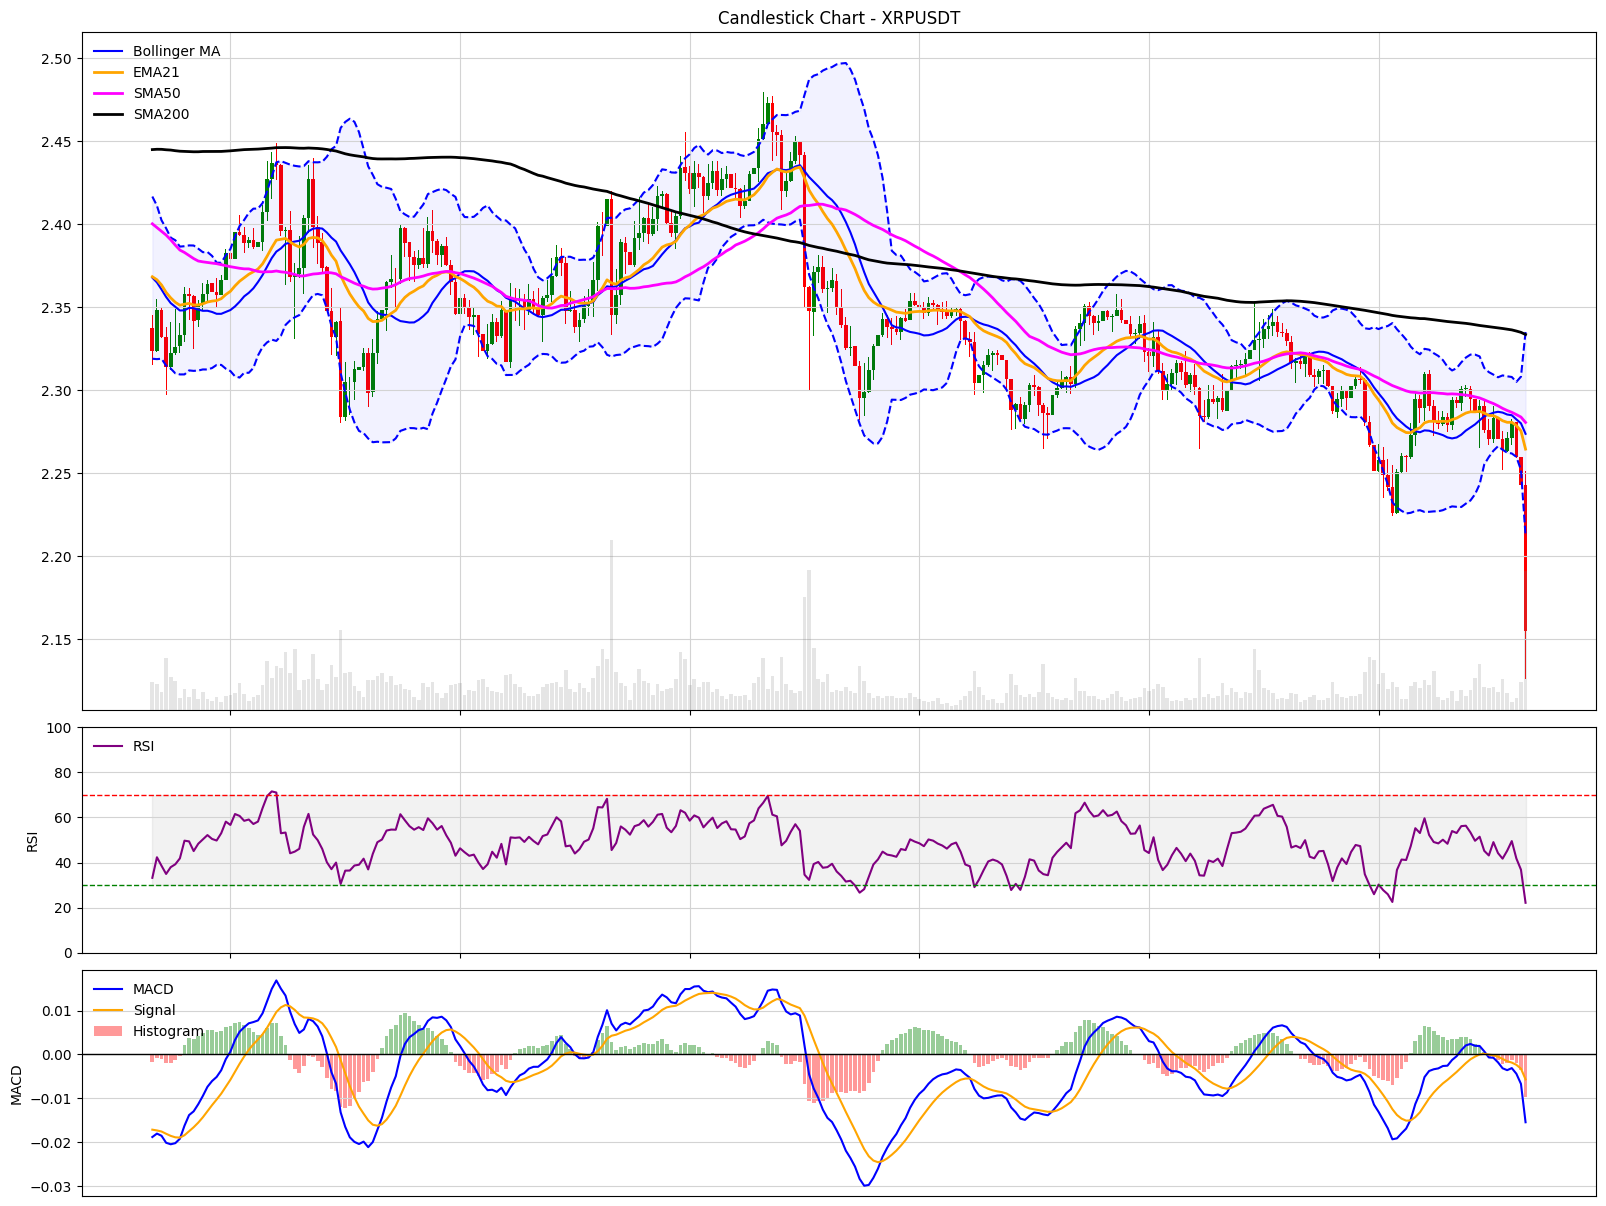 Candlestick Chart - XRPUSDT
Bollinger MA
EMA21
SMA50
SMA200
2.50
2.45
2.40
2.35
2.30
2.25
2.20
2.15
RSI
100
80
60
40
20
0
RSI
MACD
Signal
Histogram
0.01
0.00
−0.01
−0.02
−0.03
MACD